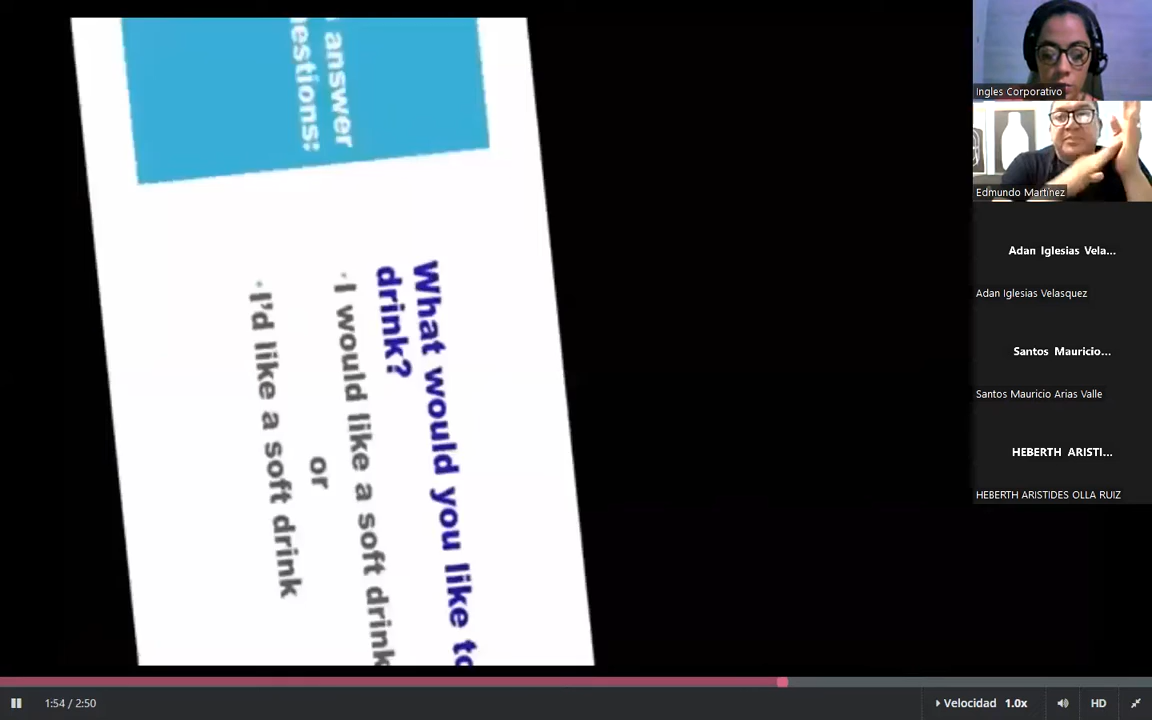 answer
estions:
What would you like to
drink?
·I would like a soft drink
or
·I'd like a soft drink
Ingles Corporativo
Edmundo Martinez
Adan Iglesias Vela...
Adan Iglesias Velasquez
Santos Mauricio...
Santos Mauricio Arias Valle
HEBERTH ARISTI...
HEBERTH ARISTIDES OLLA RUIZ
1:54 / 2:50
Velocidad 1.0x
HD